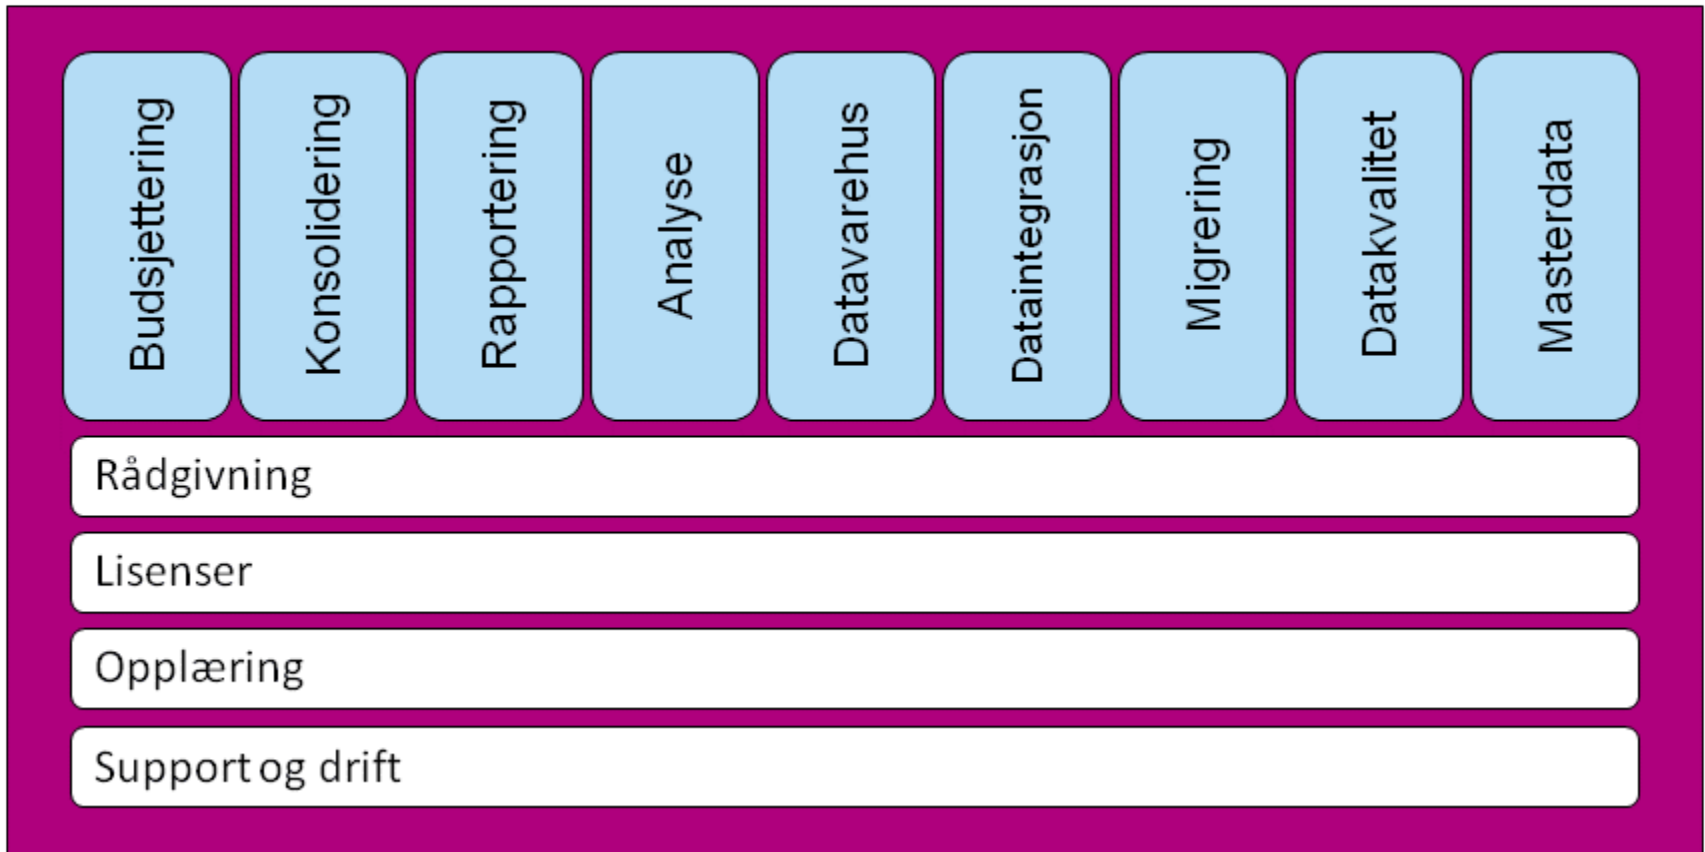 Budsjettering
Konsolidering
Rapportering
Analyse
Datavarehus
Dataintegrasjon
Migrering
Datakvalitet
Masterdata
Rådgivning
Lisenser
Opplæring
Support og drift